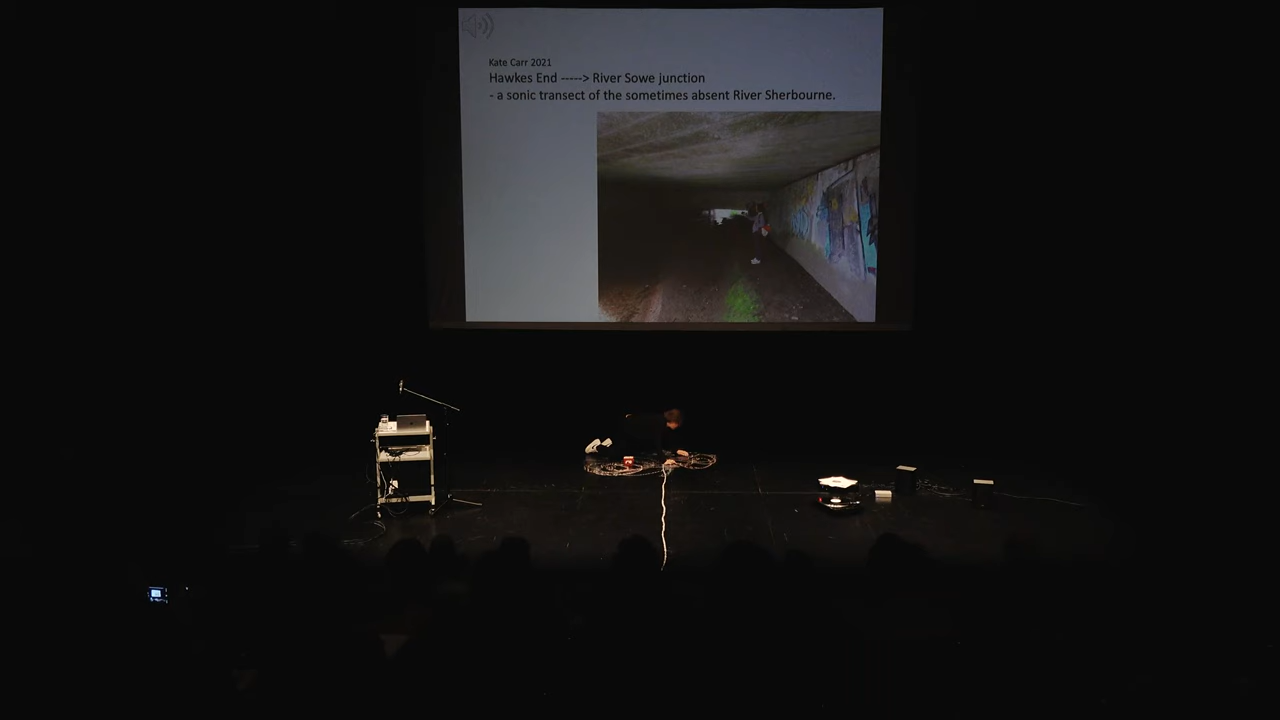 Kate Carr 2021
Hawkes End -----> River Sowe junction
- a sonic transect of the sometimes absent River Sherbourne.